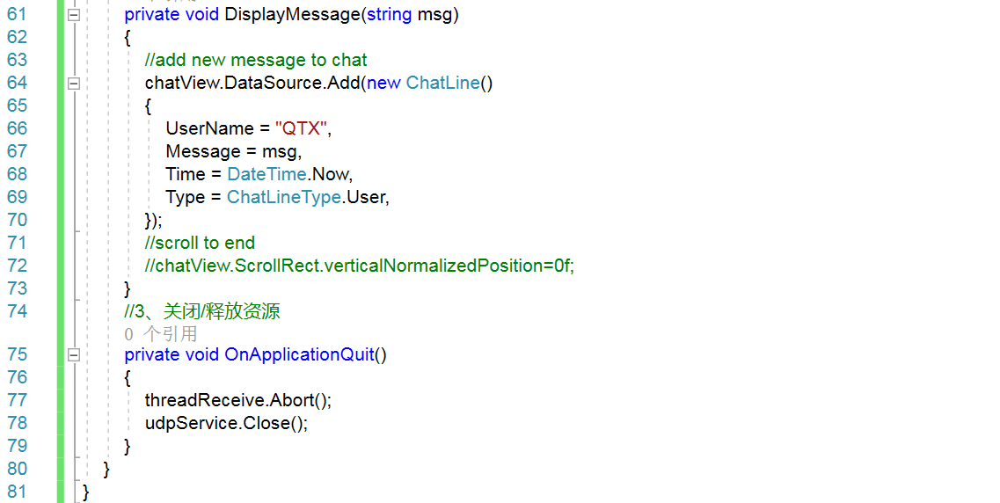 61 private void DisplayMessage(string msg)
62 {
63 //add new message to chat
64 chatView.DataSource.Add(new ChatLine()
65 {
66 UserName = "QTX",
67 Message = msg,
68 Time = DateTime.Now,
69 Type = ChatLineType.User,
70 });
71 //scroll to end
72 //chatView.ScrollRect.verticalNormalizedPosition=0f;
73 }
74 //3、关闭/释放资源
0 个引用
75 private void OnApplicationQuit()
76 {
77 threadReceive.Abort();
78 udpService.Close();
79 }
80 }
81 }